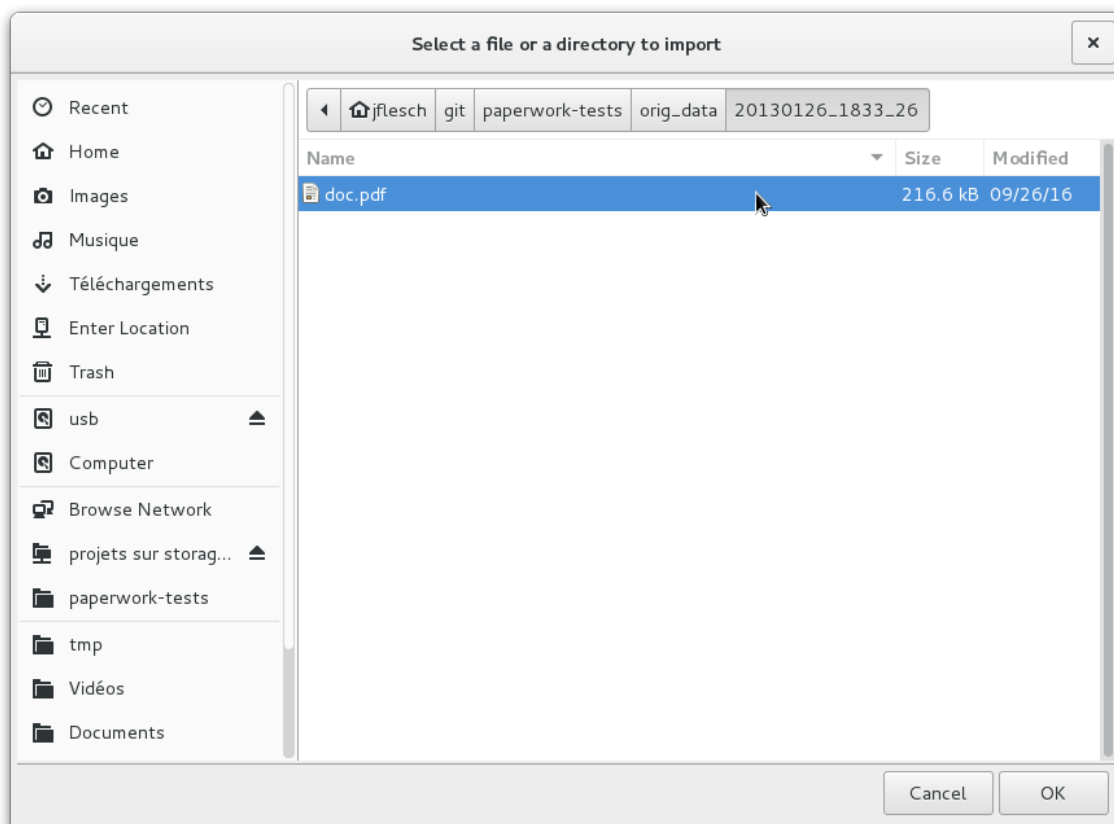 Select a file or a directory to import
Recent
Home
Images
Musique
Téléchargements
Enter Location
Trash
usb
Computer
Browse Network
projets sur storag...
paperwork-tests
tmp
Vidéos
Documents
jflesch git paperwork-tests orig_data 20130126_1833_26
Name Size Modified
doc.pdf 216.6 kB 09/26/16
Cancel OK